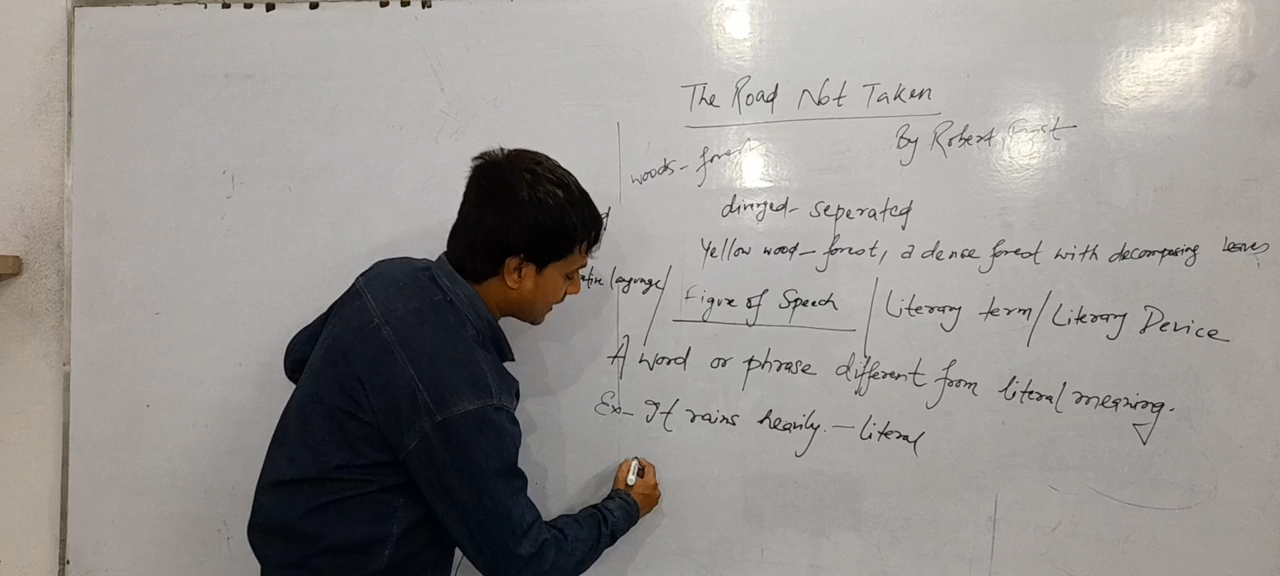 The Road Not Taken
By Robert Frost
woods - forest
diverged - seperated
Yellow wood - forest, a dense forest with decomposing leaves
language / Figure of Speech / Literary term / Literary Device
A word or phrase different from literal meaning.
Ex - It rains heavily. - literal